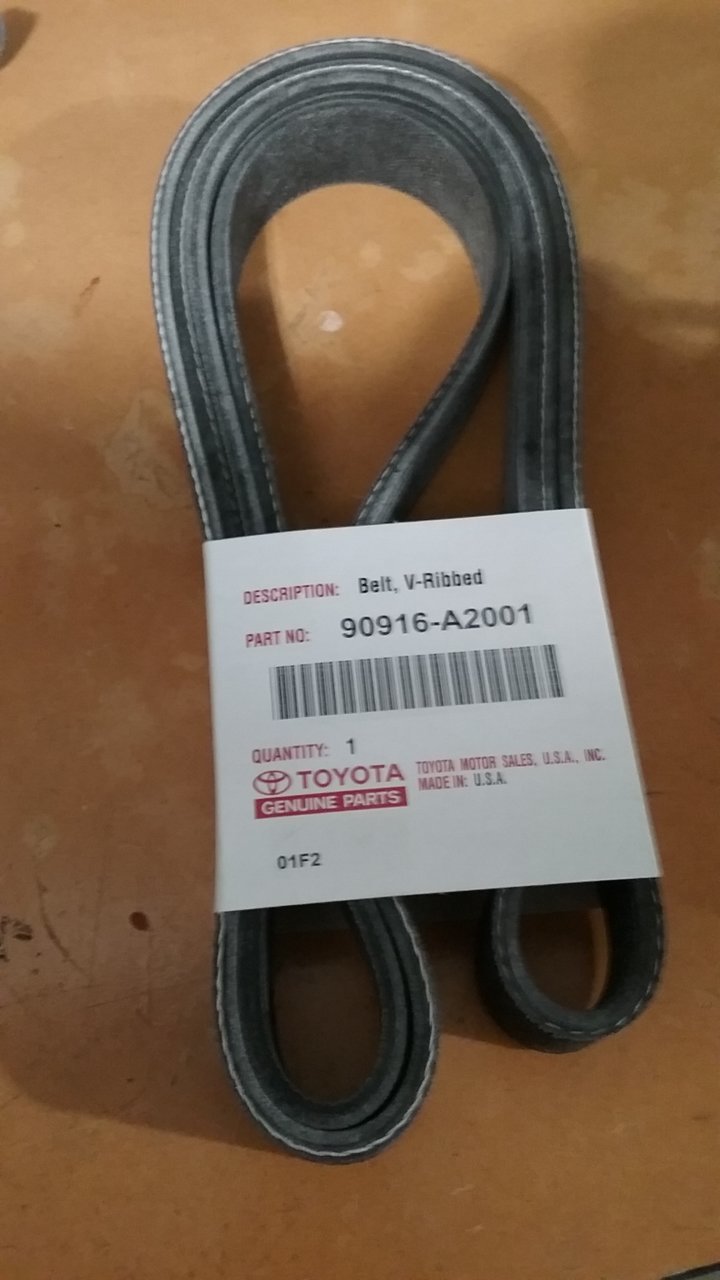 DESCRIPTION: Belt, V-Ribbed
PART NO: 90916-A2001
QUANTITY: 1
TOYOTA
GENUINE PARTS
TOYOTA MOTOR SALES, U.S.A., INC.
MADE IN: U.S.A.
01F2